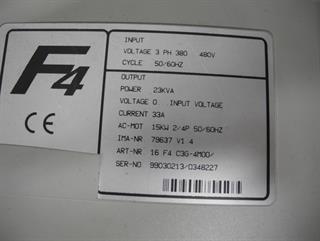 F4
CE
INPUT
VOLTAGE 3 PH 380 480V
CYCLE 50/60HZ
OUTPUT
POWER 23KVA
VOLTAGE 0 INPUT VOLTAGE
CURRENT 33A
AC-MOT 15KW 2/4P 50/60HZ
IMA-NR 79637 V1 4
ART-NR 16 F4 C3G-4M00/
SER-NO 99030213/0348227